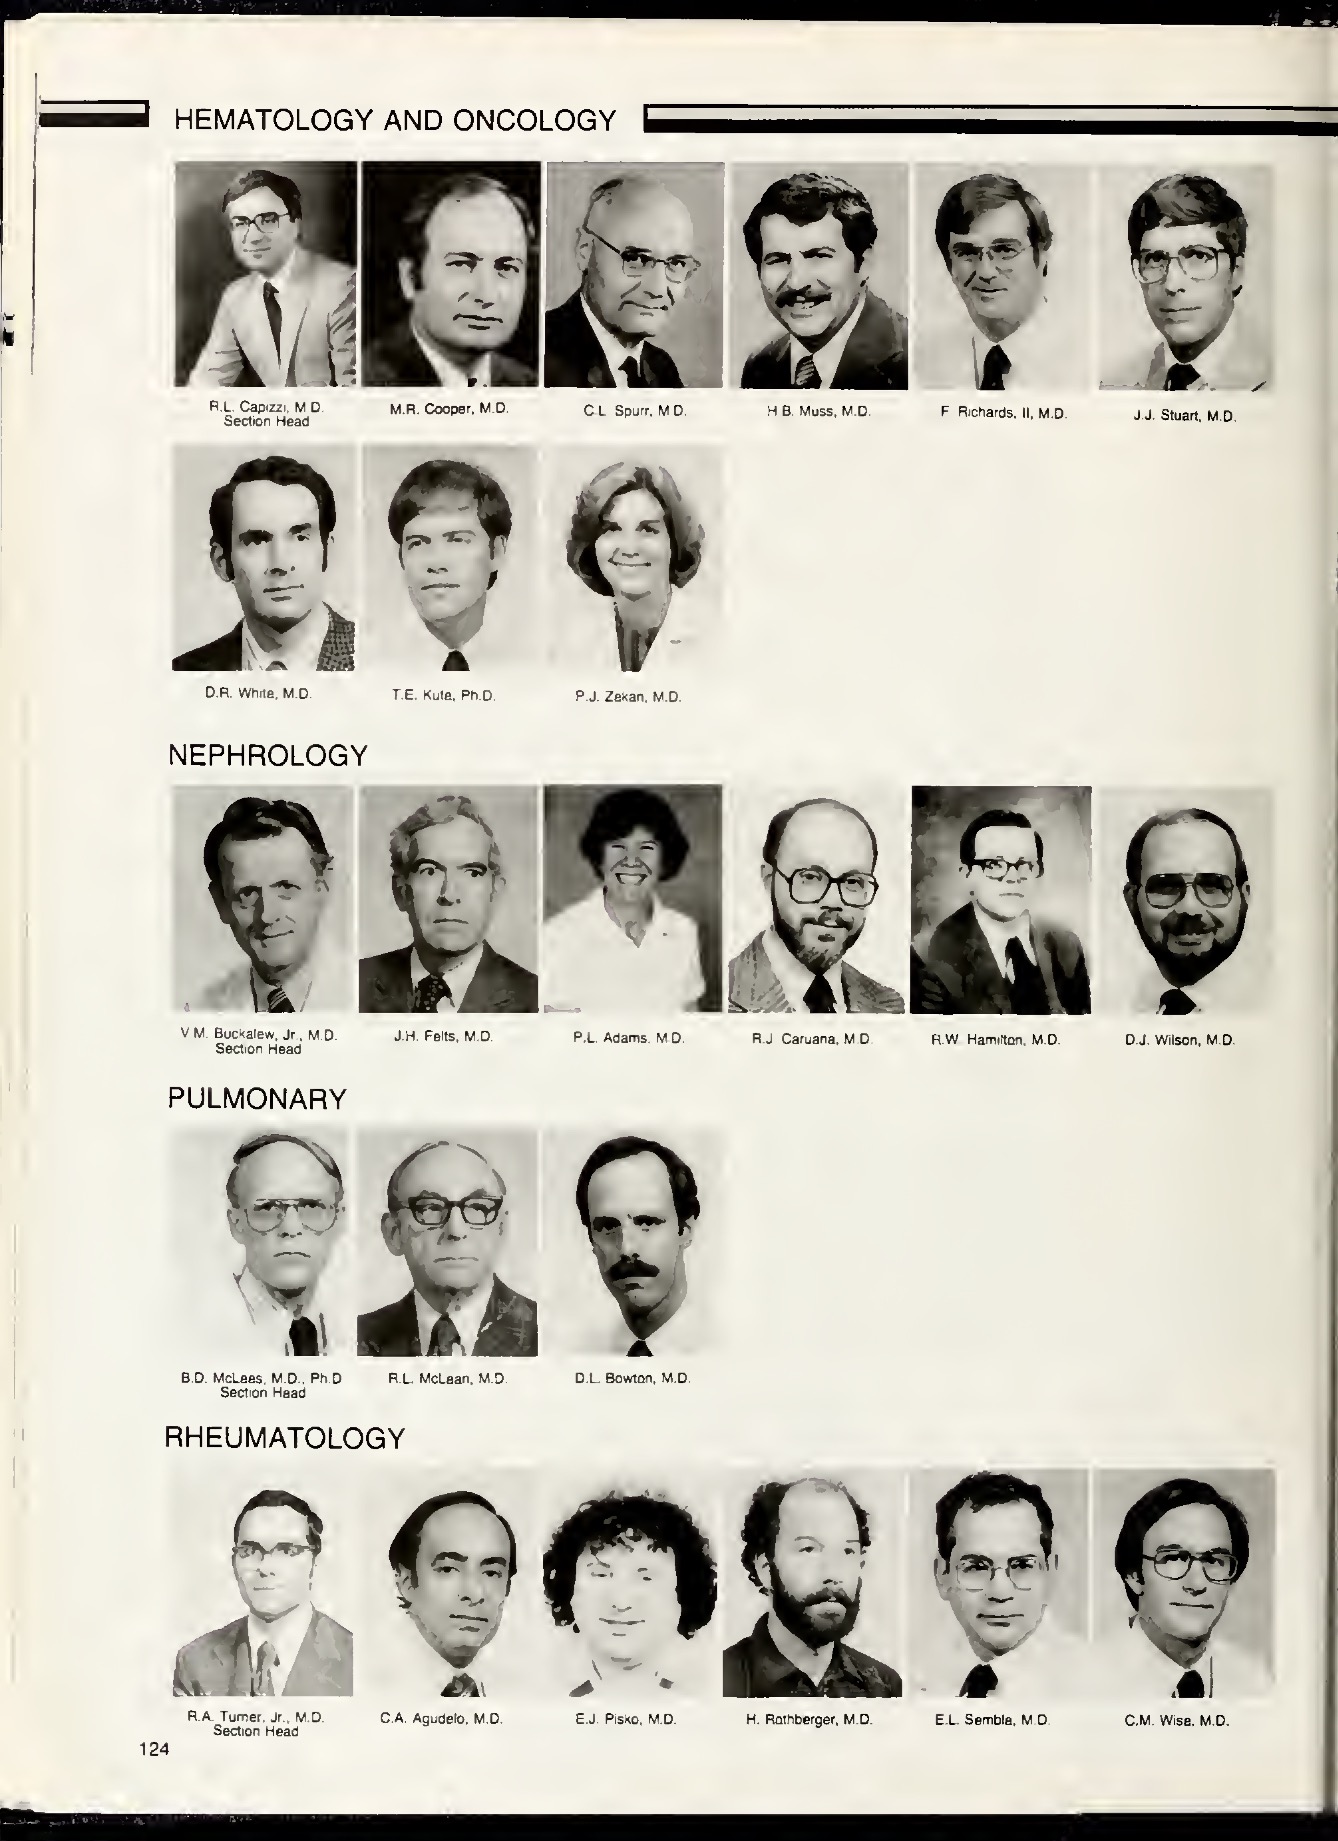 HEMATOLOGY AND ONCOLOGY
R.L. Capizzi, M.D.
Section Head
M.R. Cooper, M.D.
C.L. Spurr, M.D.
H.B. Muss, M.D.
F. Richards, II, M.D.
J.J. Stuart, M.D.
D.R. White, M.D.
T.E. Kute, Ph.D.
P.J. Zekan, M.D.
NEPHROLOGY
V.M. Buckalew, Jr., M.D.
Section Head
J.H. Felts, M.D.
P.L. Adams, M.D.
R.J. Caruana, M.D.
R.W. Hamilton, M.D.
D.J. Wilson, M.D.
PULMONARY
B.D. McLees, M.D., Ph.D
Section Head
R.L. McLean, M.D.
D.L. Bowton, M.D.
RHEUMATOLOGY
R.A. Turner, Jr., M.D.
Section Head
C.A. Agudelo, M.D.
E.J. Pisko, M.D.
H. Rothberger, M.D.
E.L. Semble, M.D.
C.M. Wise, M.D.
124